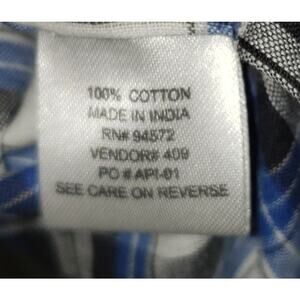 100% COTTON
MADE IN INDIA
RN# 94572
VENDOR# 409
PO # API-01
SEE CARE ON REVERSE